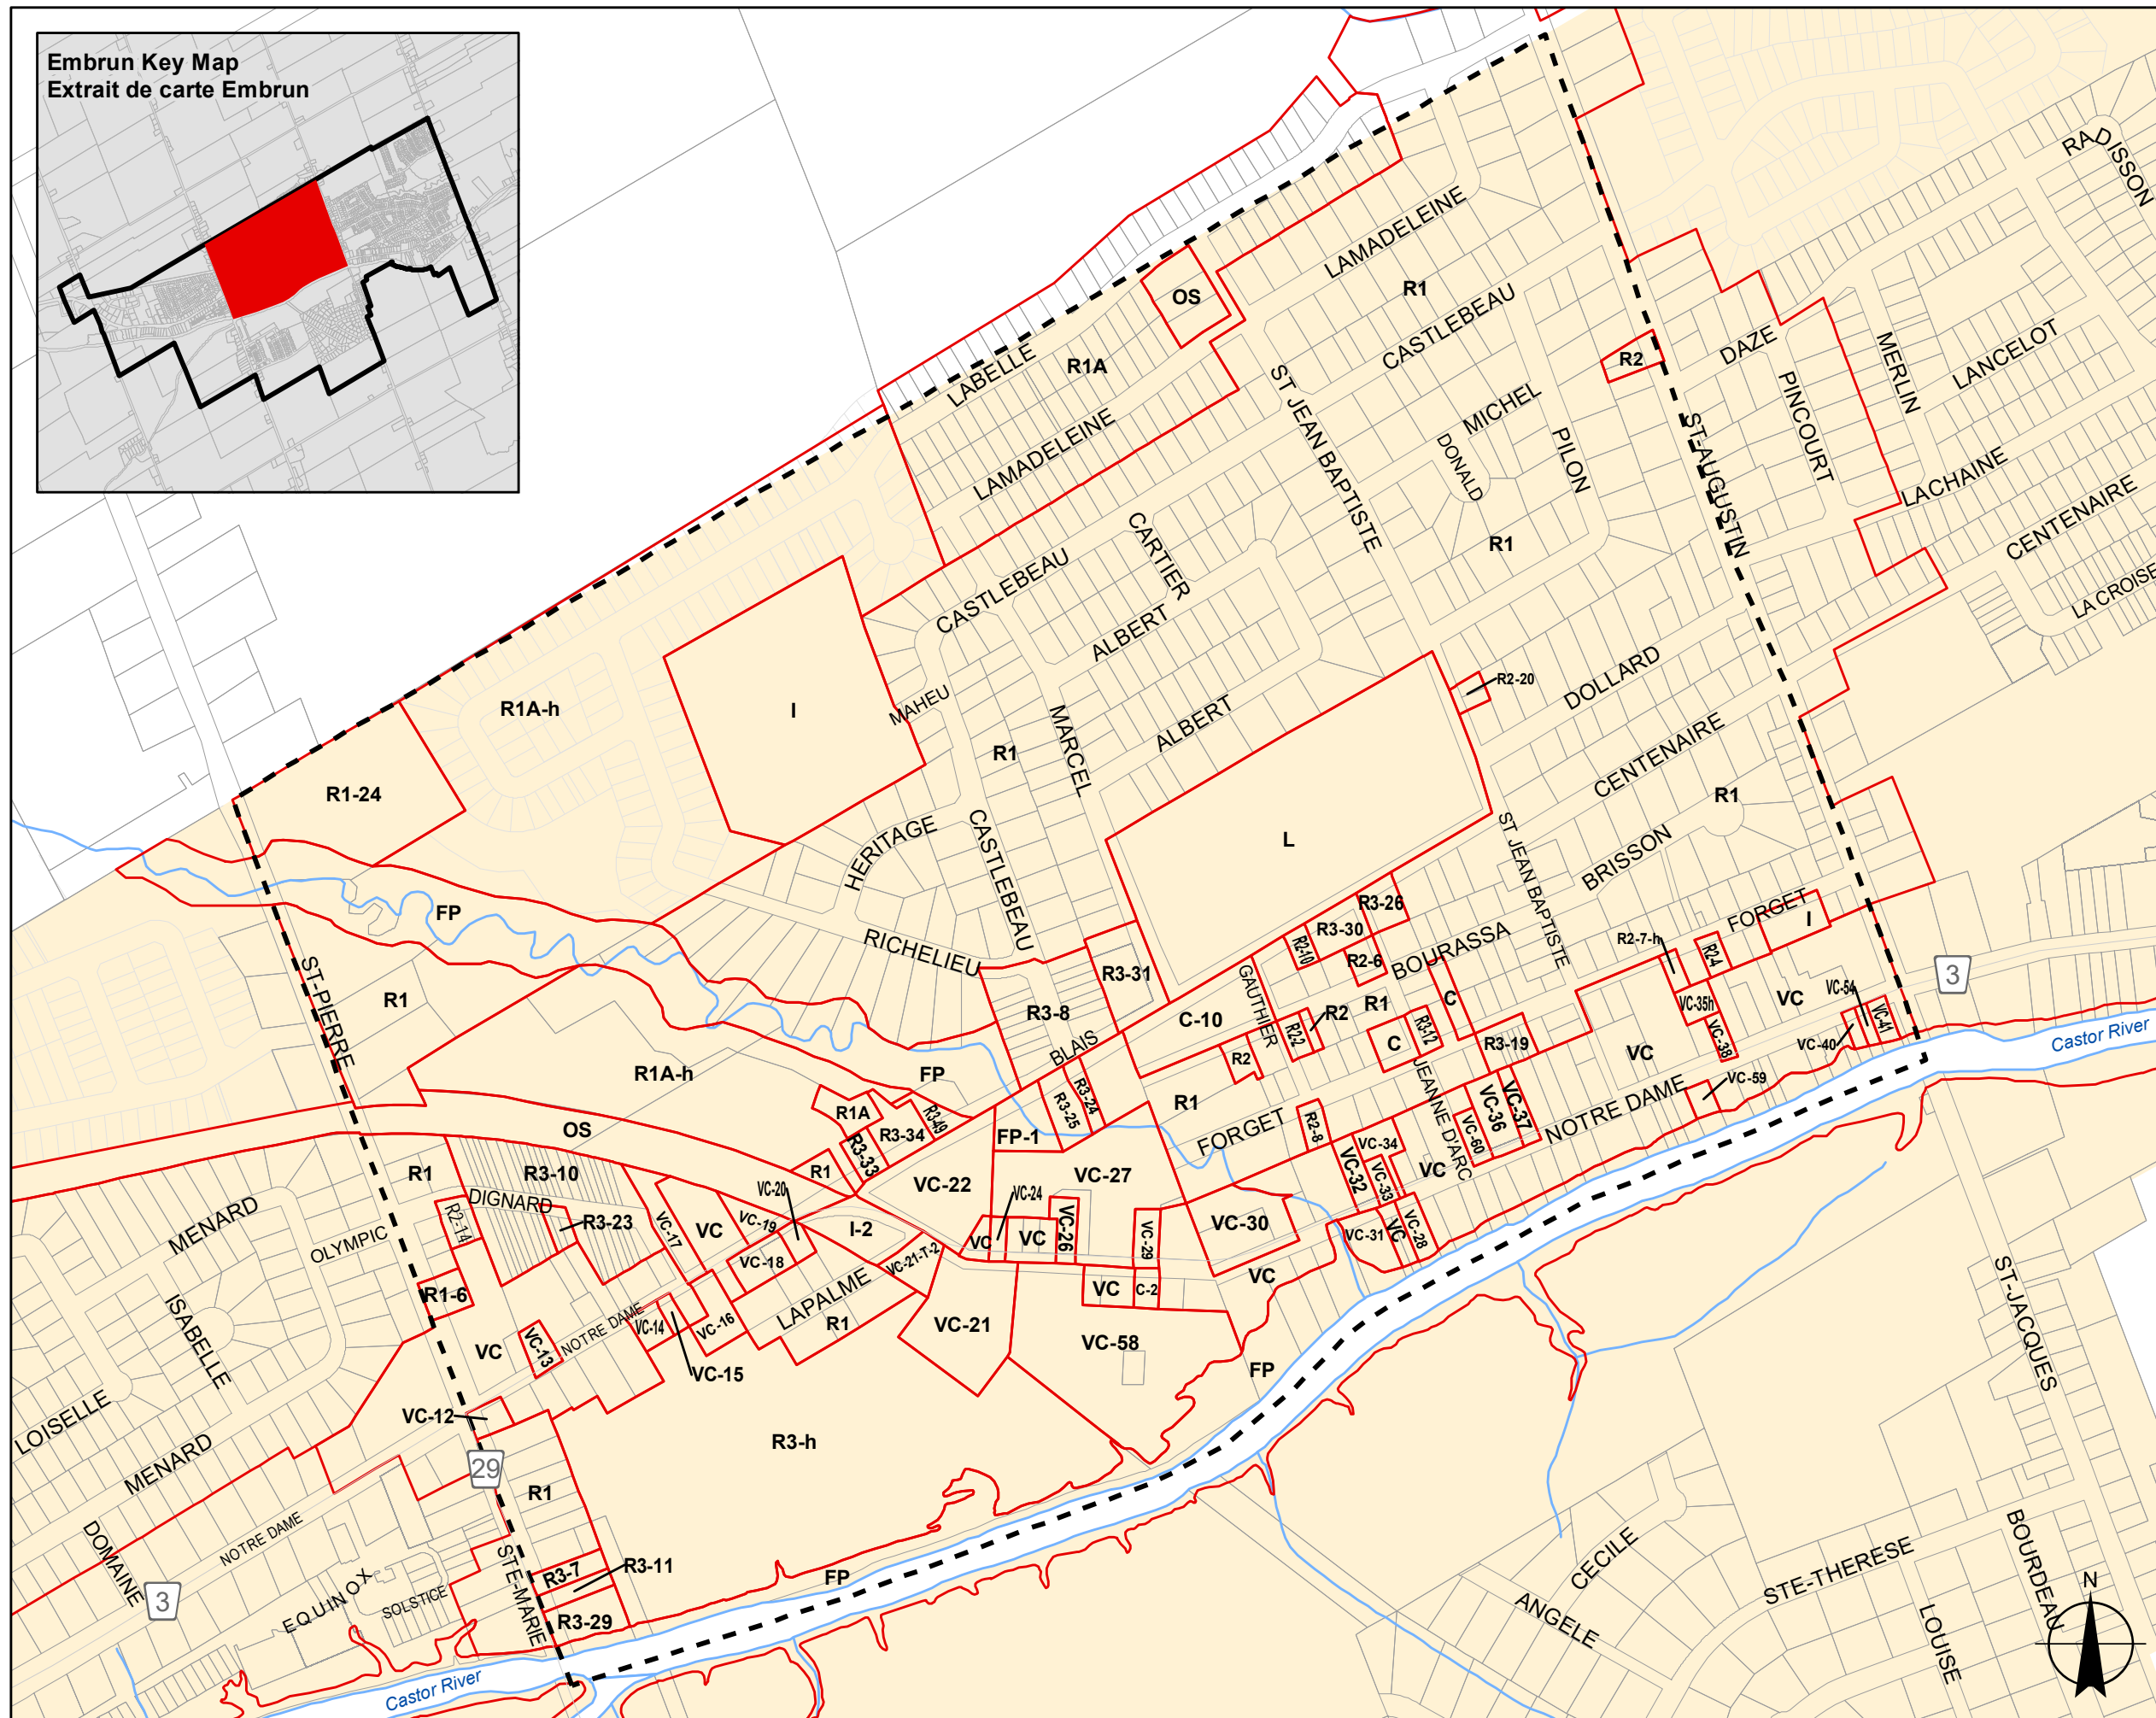 Embrun Key Map
Extrait de carte Embrun
RADISSON
LAMADELEINE
OS
R1
CASTLEBEAU
LABELLE
R1A
R2
DAZE
MERLIN
LANCELOT
ST JEAN BAPTISTE
MICHEL
PINCOURT
LAMADELEINE
DONALD
PILON
ST-AUGUSTIN
LACHAINE
CENTENAIRE
CARTIER
R1
CASTLEBEAU
ALBERT
LA CROISE
R2-20
DOLLARD
R1A-h
I
MAHEU
MARCEL
ALBERT
R1
CENTENAIRE
R1-24
R1
HERITAGE
CASTLEBEAU
L
ST JEAN BAPTISTE
BRISSON
FP
RICHELIEU
R3-26
R3-30
R2-10
R2-6
BOURASSA
FORGET
I
R2-7-h
R2-4
ST-PIERRE
R1
R3-31
GAUTHIER
C
R1
VC-35h
VC
VC-54
VC-41
3
R3-8
C-10
R2-2
R2
R3-12
C
R3-19
VC
VC-38
VC-40
Castor River
BLAIS
R2
R1A-h
FP
R3-24
R3-25
R1
JEANNE D'ARC
VC-36
VC-37
VC-59
NOTRE DAME
R1A
R3-49
R3-34
R3-33
FP-1
FORGET
R2-8
VC-60
OS
VC-34
VC-32
VC-33
VC
R1
R3-10
R1
VC-22
VC-27
VC-20
VC-24
MENARD
DIGNARD
R2-14
R3-23
VC-17
VC
VC-19
I-2
VC
VC
VC-26
VC-29
VC-30
VC-31
VC
VC-28
OLYMPIC
VC-18
VC-21-T-2
VC
C-2
VC
ISABELLE
R1-6
LAPALME
R1
VC-21
VC-58
VC-14
VC-16
NOTRE DAME
VC
VC-13
VC-15
FP
ST-JACQUES
LOISELLE
VC-12
MENARD
R3-h
29
R1
NOTRE DAME
DOMAINE
3
EQUINOX
SOLSTICE
STE-MARIE
R3-7
R3-11
R3-29
FP
Castor River
CECILE
ANGELE
STE-THERESE
BOURDEAU
LOUISE
N